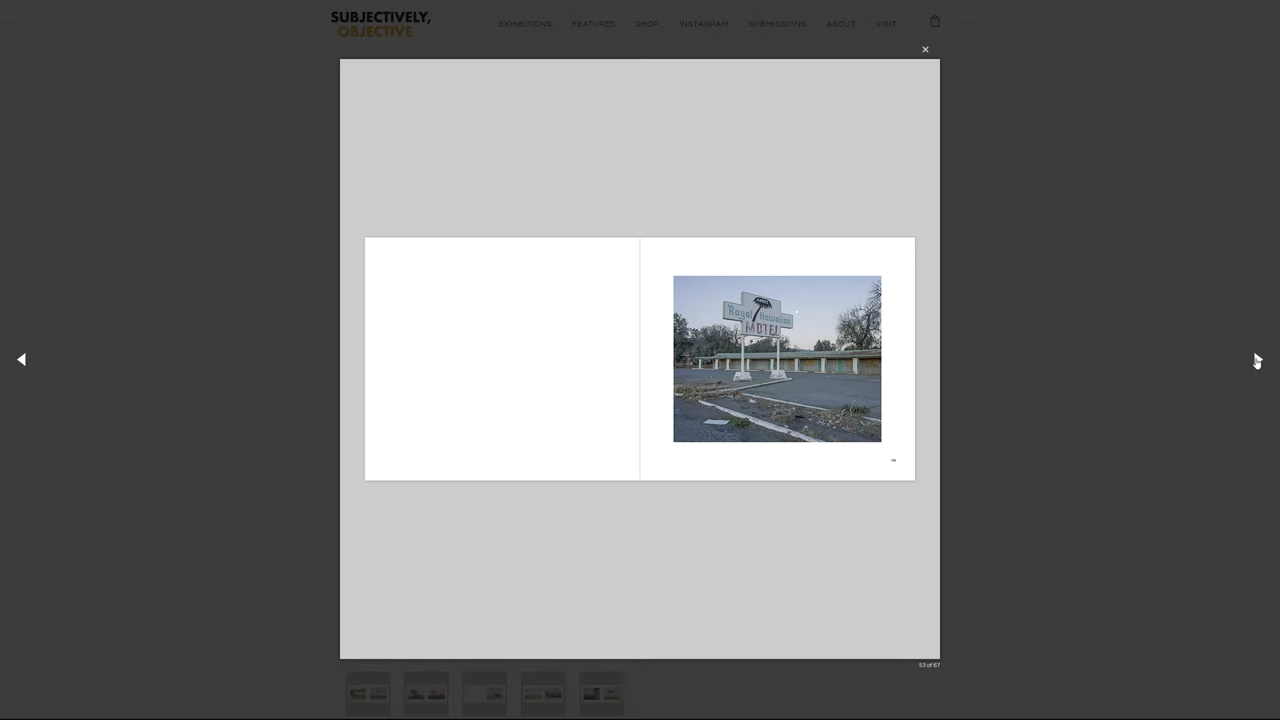 SUBJECTIVELY,
OBJECTIVE
EXHIBITIONS FEATURES SHOP INSTAGRAM SUBMISSIONS ABOUT VISIT
×
Royal Hawaiian
MOTEL
53 of 67